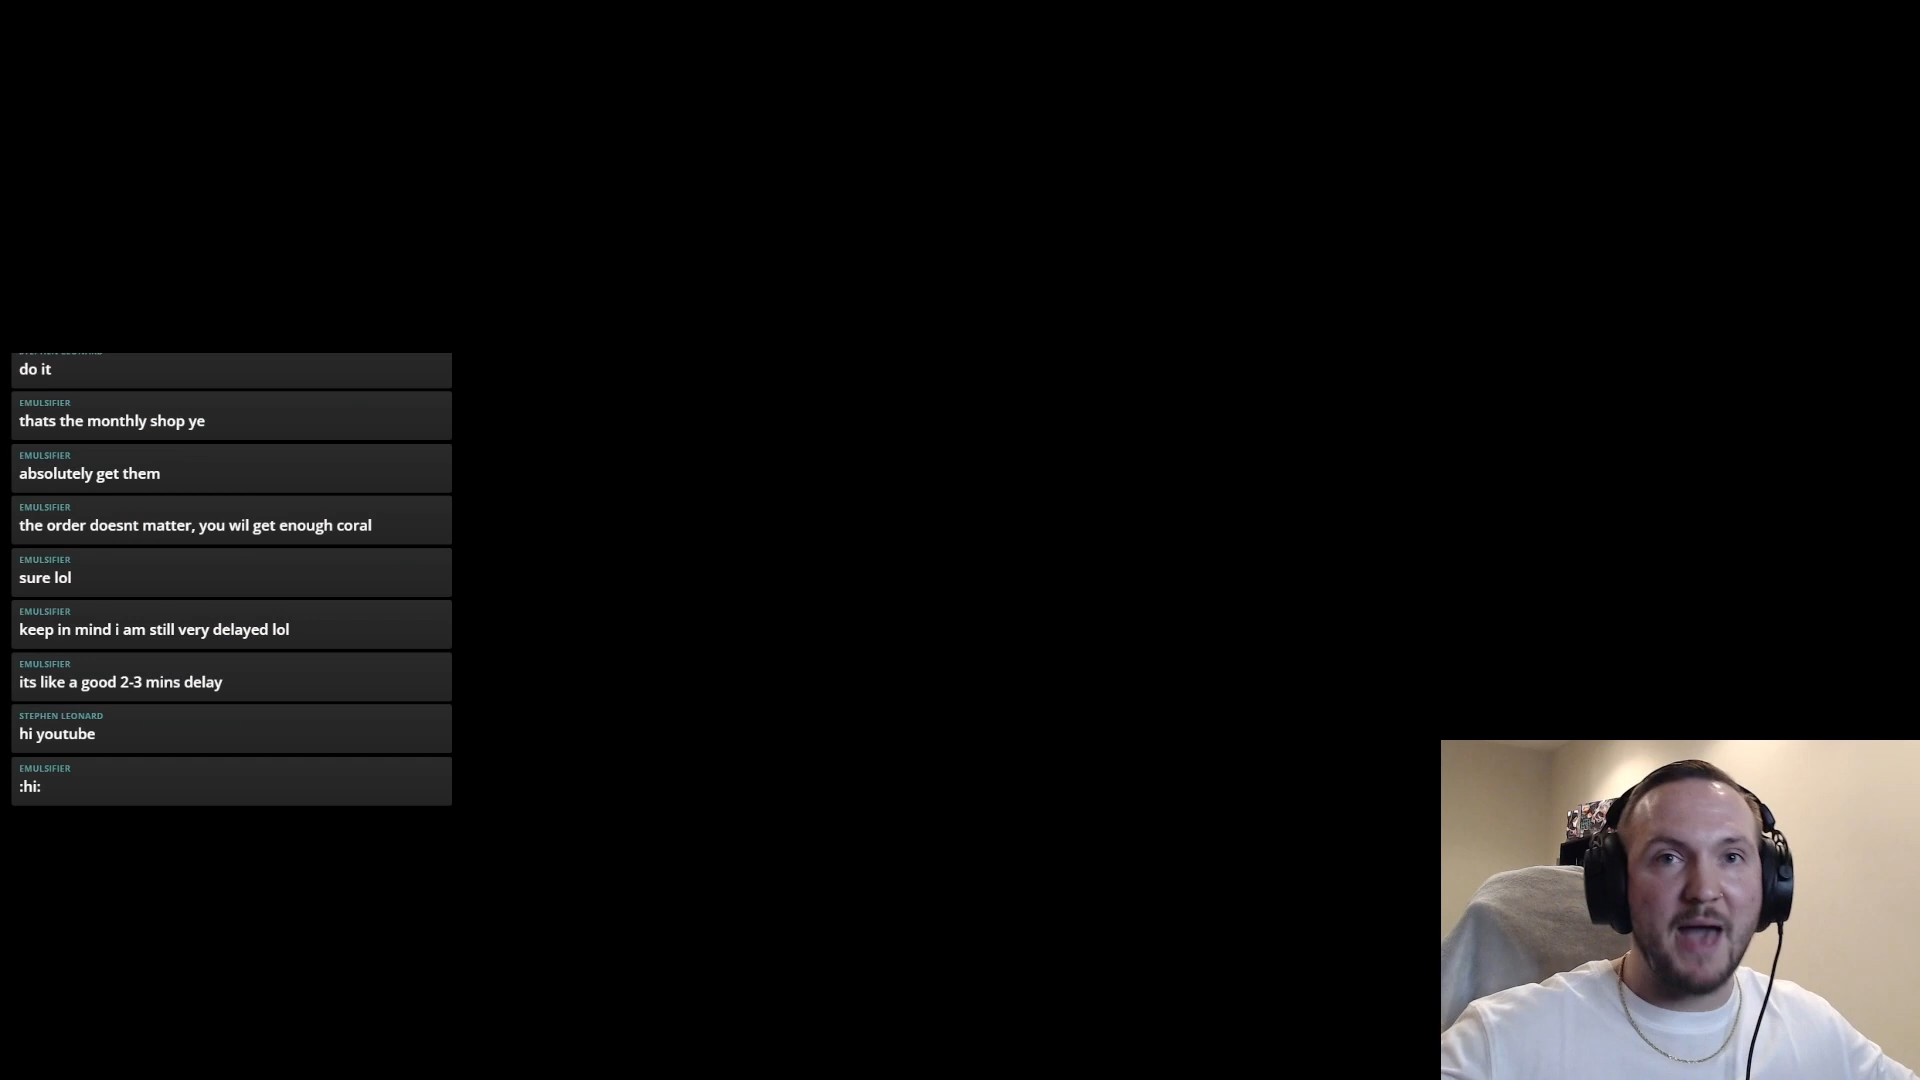 do it
EMULSIFIER
thats the monthly shop ye
EMULSIFIER
absolutely get them
EMULSIFIER
the order doesnt matter, you wil get enough coral
EMULSIFIER
sure lol
EMULSIFIER
keep in mind i am still very delayed lol
EMULSIFIER
its like a good 2-3 mins delay
STEPHEN LEONARD
hi youtube
EMULSIFIER
:hi: